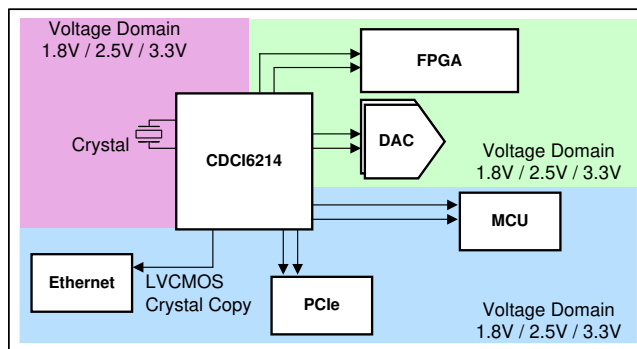 Voltage Domain
1.8V / 2.5V / 3.3V
FPGA
Crystal
CDCI6214
DAC
Voltage Domain
1.8V / 2.5V / 3.3V
MCU
Ethernet
LVCMOS
Crystal Copy
PCIe
Voltage Domain
1.8V / 2.5V / 3.3V